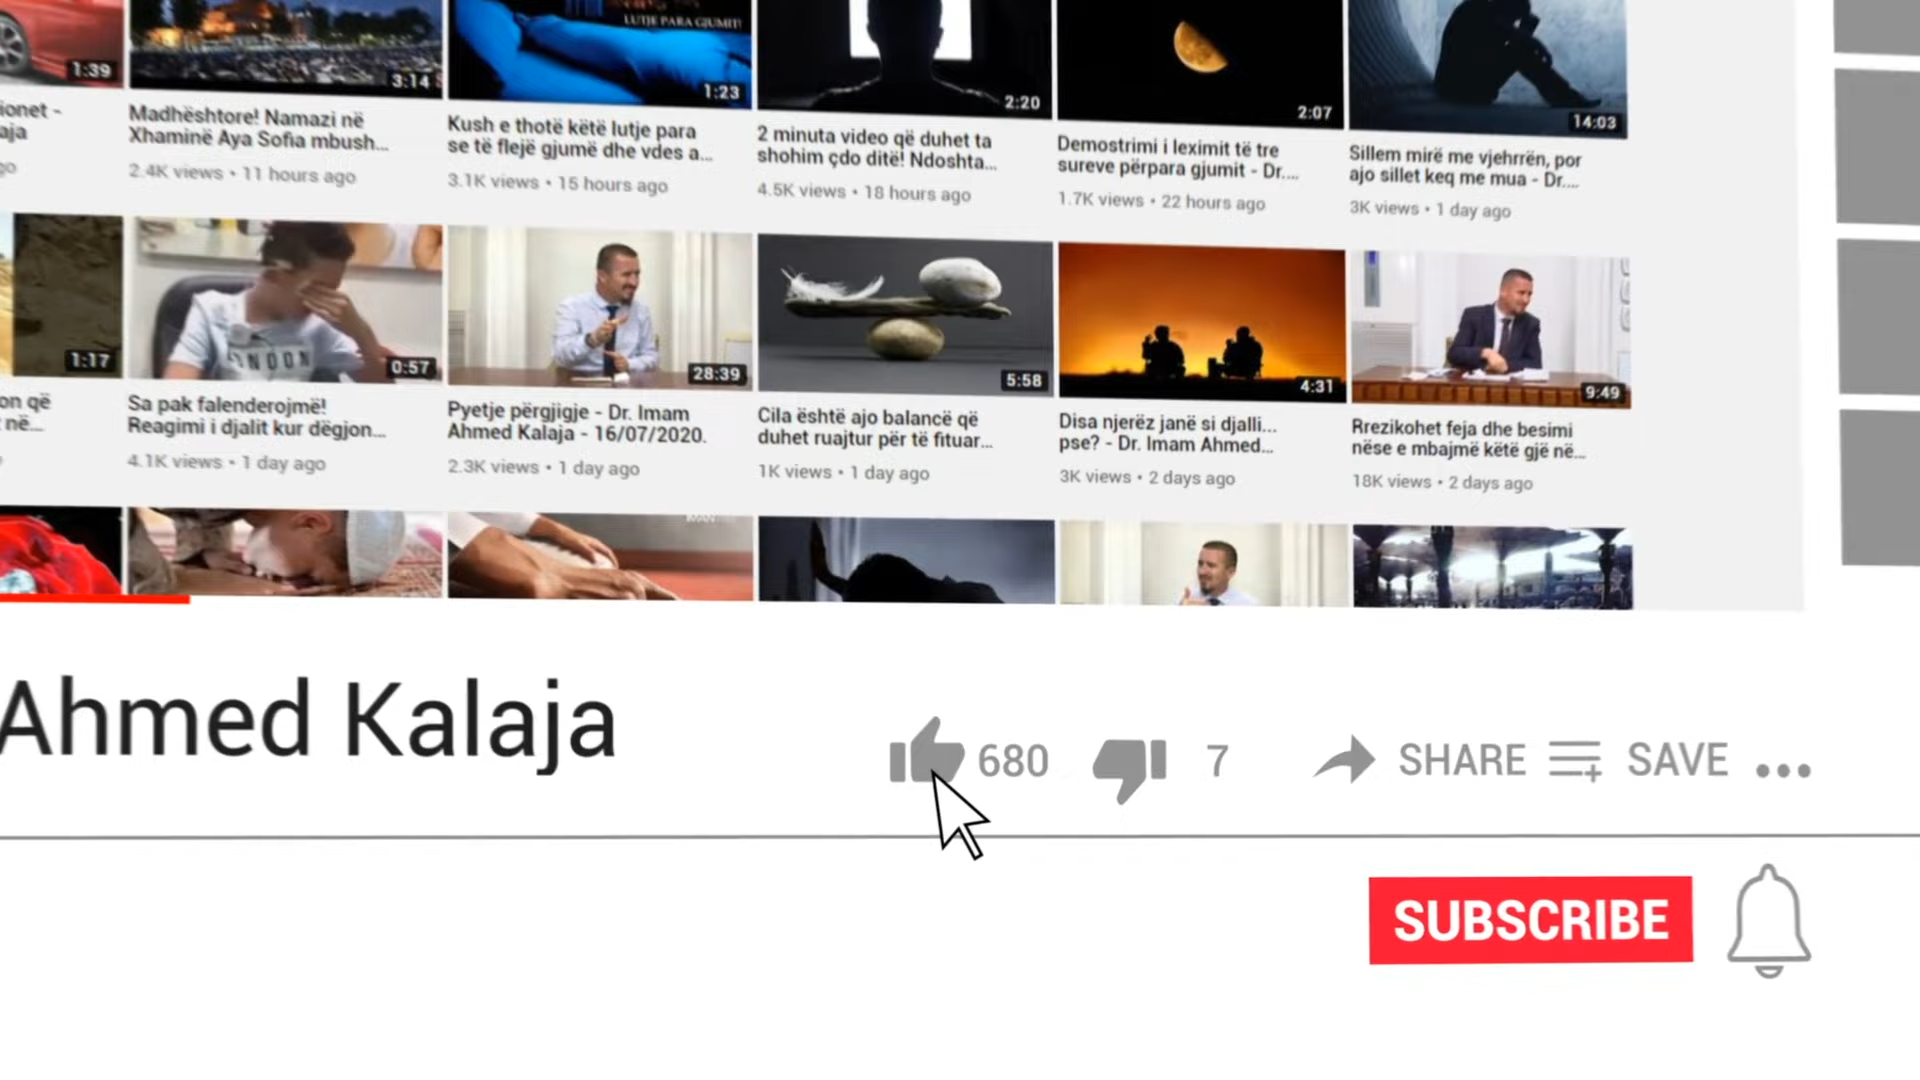 LUTJE PARA GJUMIT!
1:39
3:14
1:23
2:20
2:07
14:03
ionet -
aja
go
Madhështore! Namazi në
Xhaminë Aya Sofia mbush...
2.4K views • 11 hours ago
Kush e thotë këtë lutje para
se të flejë gjumë dhe vdes a...
3.1K views • 15 hours ago
2 minuta video që duhet ta
shohim çdo ditë! Ndoshta...
4.5K views • 18 hours ago
Demostrimi i leximit të tre
sureve përpara gjumit - Dr....
1.7K views • 22 hours ago
Sillem mirë me vjehrrën, por
ajo sillet keq me mua - Dr....
3K views • 1 day ago
1:17
0:57
28:39
5:58
4:31
9:49
on që
në...
Sa pak falenderojmë!
Reagimi i djalit kur dëgjon...
4.1K views • 1 day ago
Pyetje përgjigje - Dr. Imam
Ahmed Kalaja - 16/07/2020.
2.3K views • 1 day ago
Cila është ajo balancë që
duhet ruajtur për të fituar...
1K views • 1 day ago
Disa njerëz janë si djalli...
pse? - Dr. Imam Ahmed...
3K views • 2 days ago
Rrezikohet feja dhe besimi
nëse e mbajmë këtë gjë në...
18K views • 2 days ago
Ahmed Kalaja
680 7 SHARE SAVE
SUBSCRIBE